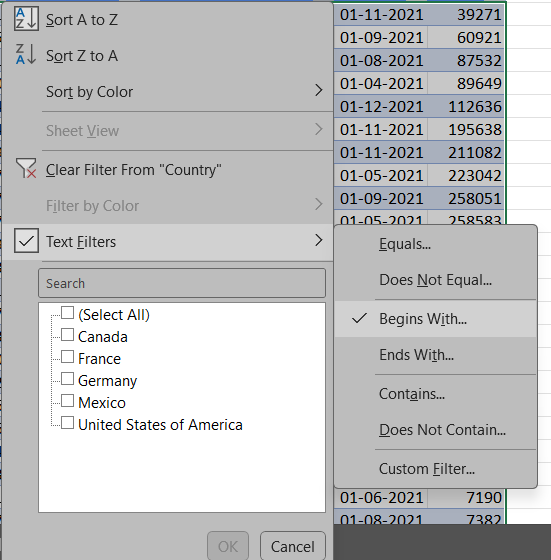 Sort A to Z
Sort Z to A
Sort by Color
Sheet View
Clear Filter From "Country"
Filter by Color
Text Filters
Search
(Select All)
Canada
France
Germany
Mexico
United States of America
OK Cancel
Equals...
Does Not Equal...
Begins With...
Ends With...
Contains...
Does Not Contain...
Custom Filter...
01-11-2021 39271
01-09-2021 60921
01-08-2021 87532
01-04-2021 89649
01-12-2021 112636
01-11-2021 195638
01-11-2021 211082
01-05-2021 223042
01-09-2021 258051
01-05-2021 258583
01-06-2021 7190
01-08-2021 7382